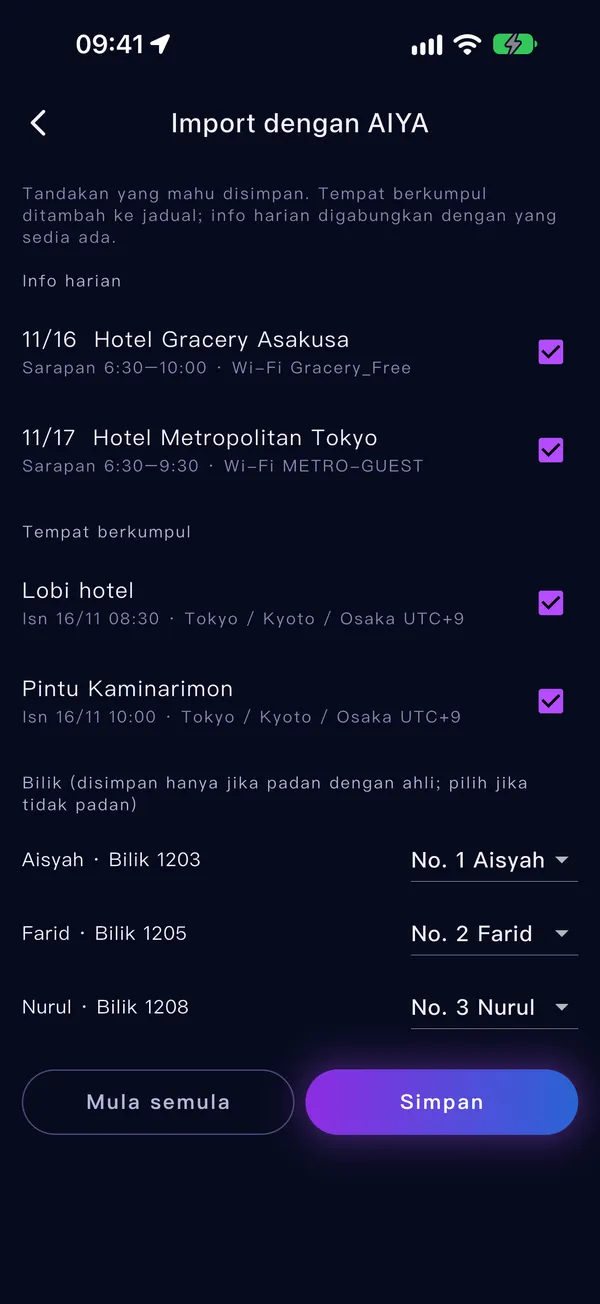 09:41
Import dengan AIYA
Tandakan yang mahu disimpan. Tempat berkumpul
ditambah ke jadual; info harian digabungkan dengan yang
sedia ada.
Info harian
11/16  Hotel Gracery Asakusa
Sarapan 6:30–10:00 · Wi-Fi Gracery_Free
11/17  Hotel Metropolitan Tokyo
Sarapan 6:30–9:30 · Wi-Fi METRO-GUEST
Tempat berkumpul
Lobi hotel
Isn 16/11 08:30 · Tokyo / Kyoto / Osaka UTC+9
Pintu Kaminarimon
Isn 16/11 10:00 · Tokyo / Kyoto / Osaka UTC+9
Bilik (disimpan hanya jika padan dengan ahli; pilih jika
tidak padan)
Aisyah · Bilik 1203
No. 1 Aisyah
Farid · Bilik 1205
No. 2 Farid
Nurul · Bilik 1208
No. 3 Nurul
Mula semula
Simpan